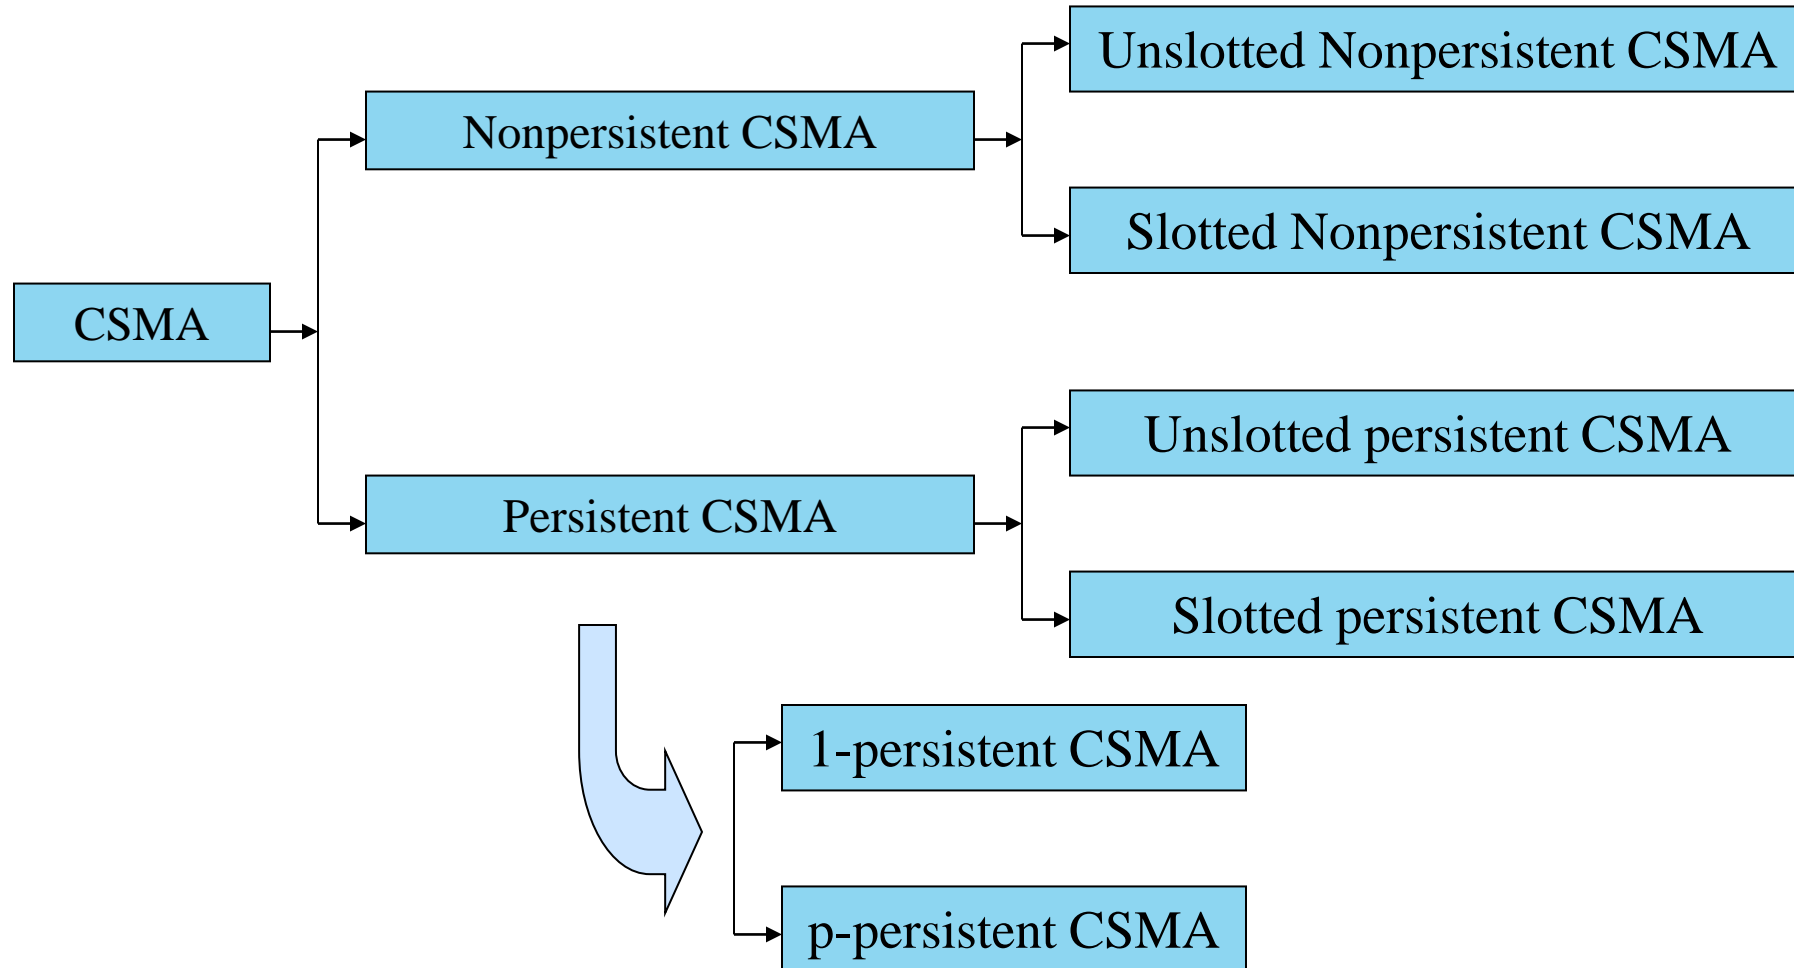 Unslotted Nonpersistent CSMA
Nonpersistent CSMA
Slotted Nonpersistent CSMA
CSMA
Unslotted persistent CSMA
Persistent CSMA
Slotted persistent CSMA
1-persistent CSMA
p-persistent CSMA